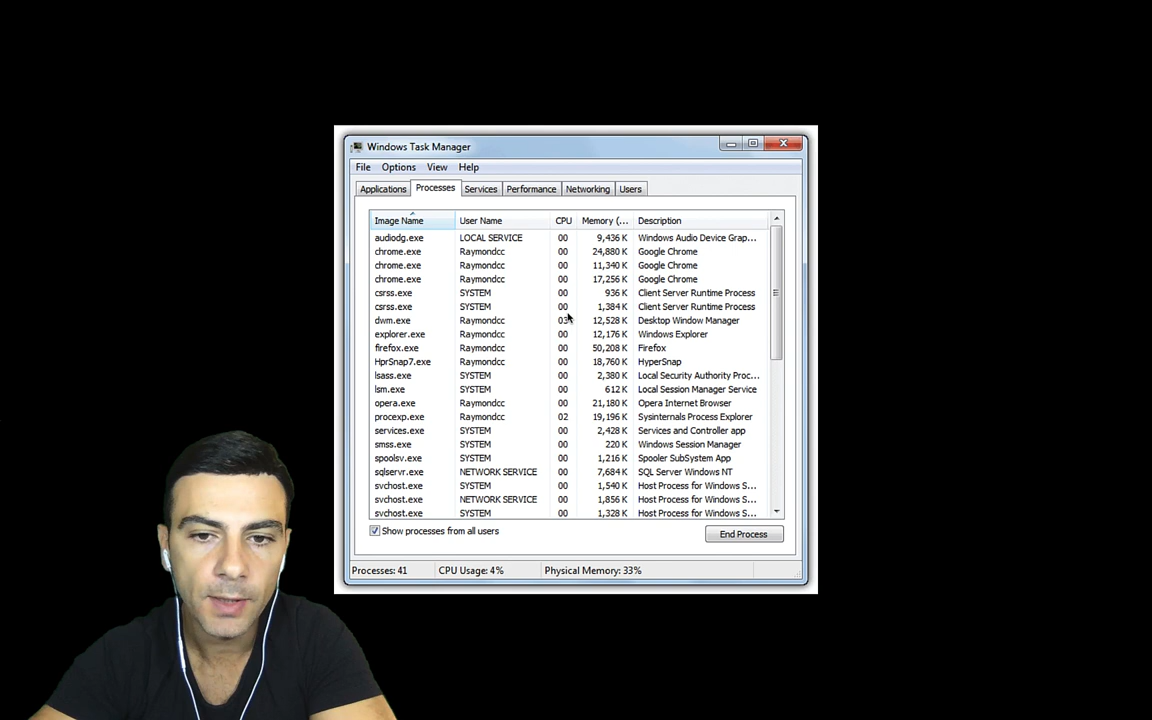 Windows Task Manager
File Options View Help
Applications Processes Services Performance Networking Users
Image Name User Name CPU Memory (... Description
audiodg.exe LOCAL SERVICE 00 9,436 K Windows Audio Device Grap...
chrome.exe Raymondcc 00 24,880 K Google Chrome
chrome.exe Raymondcc 00 11,340 K Google Chrome
chrome.exe Raymondcc 00 17,256 K Google Chrome
csrss.exe SYSTEM 00 936 K Client Server Runtime Process
csrss.exe SYSTEM 00 1,384 K Client Server Runtime Process
dwm.exe Raymondcc 03 12,528 K Desktop Window Manager
explorer.exe Raymondcc 00 12,176 K Windows Explorer
firefox.exe Raymondcc 00 50,208 K Firefox
HprSnap7.exe Raymondcc 00 18,760 K HyperSnap
lsass.exe SYSTEM 00 2,380 K Local Security Authority Proc...
lsm.exe SYSTEM 00 612 K Local Session Manager Service
opera.exe Raymondcc 00 21,180 K Opera Internet Browser
procexp.exe Raymondcc 02 19,196 K Sysinternals Process Explorer
services.exe SYSTEM 00 2,428 K Services and Controller app
smss.exe SYSTEM 00 220 K Windows Session Manager
spoolsv.exe SYSTEM 00 1,216 K Spooler SubSystem App
sqlservr.exe NETWORK SERVICE 00 7,684 K SQL Server Windows NT
svchost.exe SYSTEM 00 1,540 K Host Process for Windows S...
svchost.exe NETWORK SERVICE 00 1,856 K Host Process for Windows S...
svchost.exe SYSTEM 00 1,328 K Host Process for Windows S...
Show processes from all users End Process
Processes: 41 CPU Usage: 4% Physical Memory: 33%